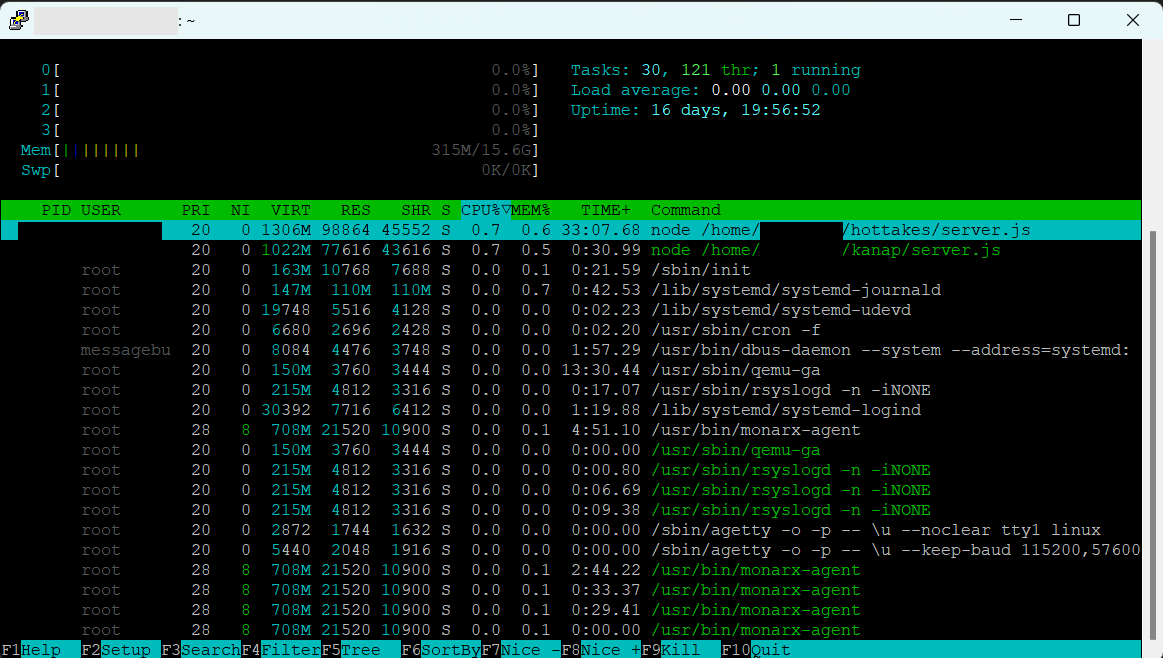 : ~
0[ 0.0%] Tasks: 30, 121 thr; 1 running
1[ 0.0%] Load average: 0.00 0.00 0.00
2[ 0.0%] Uptime: 16 days, 19:56:52
3[ 0.0%]
Mem[||||||||| 315M/15.6G]
Swp[ 0K/0K]
PID USER PRI NI VIRT RES SHR S CPU%▽MEM% TIME+ Command
20 0 1306M 98864 45552 S 0.7 0.6 33:07.68 node /home/ /hottakes/server.js
20 0 1022M 77616 43616 S 0.7 0.5 0:30.99 node /home/ /kanap/server.js
root 20 0 163M 10768 7688 S 0.0 0.1 0:21.59 /sbin/init
root 20 0 147M 110M 110M S 0.0 0.7 0:42.53 /lib/systemd/systemd-journald
root 20 0 19748 5516 4128 S 0.0 0.0 0:02.23 /lib/systemd/systemd-udevd
root 20 0 6680 2696 2428 S 0.0 0.0 0:02.20 /usr/sbin/cron -f
messagebu 20 0 8084 4476 3748 S 0.0 0.0 1:57.29 /usr/bin/dbus-daemon --system --address=systemd:
root 20 0 150M 3760 3444 S 0.0 0.0 13:30.44 /usr/sbin/qemu-ga
root 20 0 215M 4812 3316 S 0.0 0.0 0:17.07 /usr/sbin/rsyslogd -n -iNONE
root 20 0 30392 7716 6412 S 0.0 0.0 1:19.88 /lib/systemd/systemd-logind
root 28 8 708M 21520 10900 S 0.0 0.1 4:51.10 /usr/bin/monarx-agent
root 20 0 150M 3760 3444 S 0.0 0.0 0:00.00 /usr/sbin/qemu-ga
root 20 0 215M 4812 3316 S 0.0 0.0 0:00.80 /usr/sbin/rsyslogd -n -iNONE
root 20 0 215M 4812 3316 S 0.0 0.0 0:06.69 /usr/sbin/rsyslogd -n -iNONE
root 20 0 215M 4812 3316 S 0.0 0.0 0:09.38 /usr/sbin/rsyslogd -n -iNONE
root 20 0 2872 1744 1632 S 0.0 0.0 0:00.00 /sbin/agetty -o -p -- \u --noclear tty1 linux
root 20 0 5440 2048 1916 S 0.0 0.0 0:00.00 /sbin/agetty -o -p -- \u --keep-baud 115200,57600
root 28 8 708M 21520 10900 S 0.0 0.1 2:44.22 /usr/bin/monarx-agent
root 28 8 708M 21520 10900 S 0.0 0.1 0:33.37 /usr/bin/monarx-agent
root 28 8 708M 21520 10900 S 0.0 0.1 0:29.41 /usr/bin/monarx-agent
root 28 8 708M 21520 10900 S 0.0 0.1 0:00.00 /usr/bin/monarx-agent
F1Help F2Setup F3SearchF4FilterF5Tree F6SortByF7Nice -F8Nice +F9Kill F10Quit